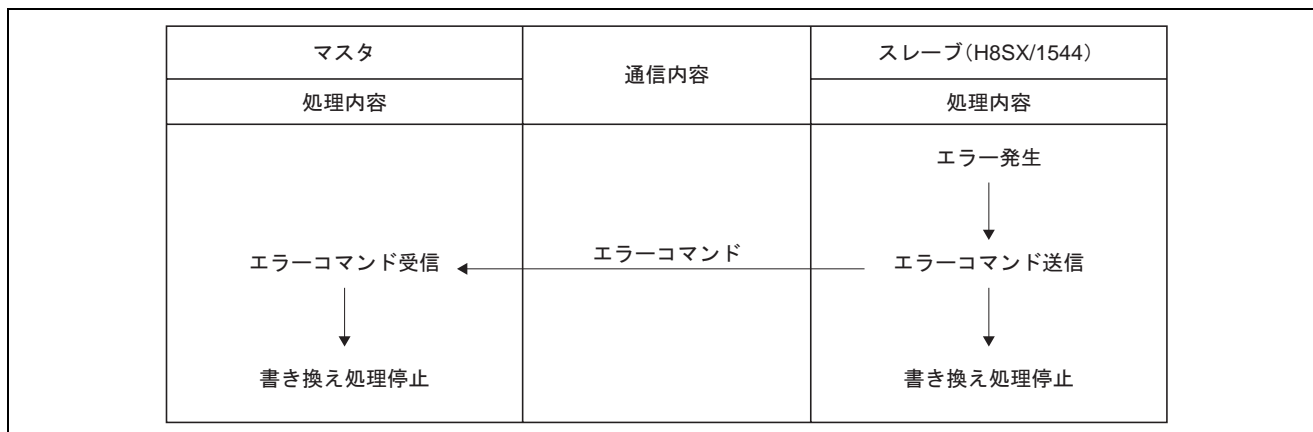 マスタ
通信内容
スレーブ(H8SX/1544)
処理内容
処理内容
エラー発生
エラーコマンド受信
エラーコマンド
エラーコマンド送信
書き換え処理停止
書き換え処理停止